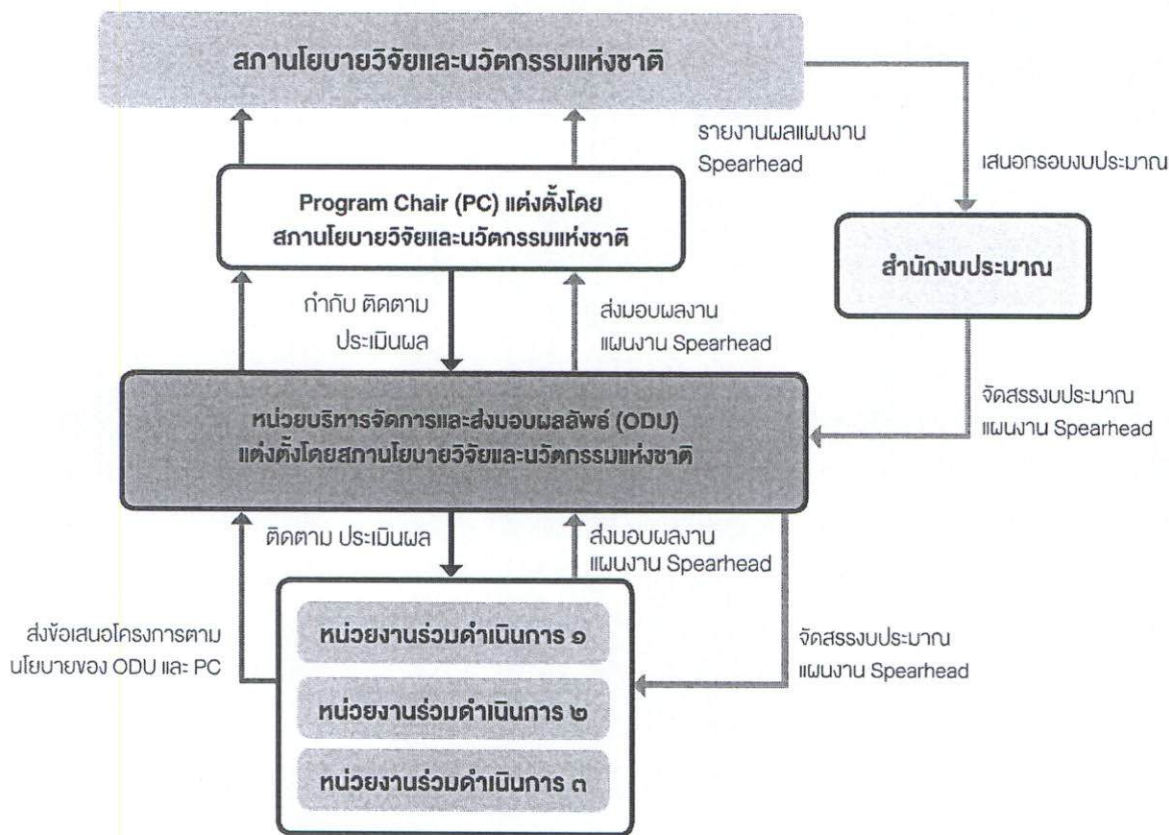 สภานโยบายวิจัยและนวัตกรรมแห่งชาติ
รายงานผลแผนงาน
Spearhead
เสนอกรอบงบประมาณ
Program Chair (PC) แต่งตั้งโดย
สภานโยบายวิจัยและนวัตกรรมแห่งชาติ
สำนักงบประมาณ
กำกับ ติดตาม
ประเมินผล
ส่งมอบผลงาน
แผนงาน Spearhead
จัดสรรงบประมาณ
แผนงาน Spearhead
หน่วยบริหารจัดการและส่งมอบผลลัพธ์ (ODU)
แต่งตั้งโดยสภานโยบายวิจัยและนวัตกรรมแห่งชาติ
ติดตาม ประเมินผล
ส่งมอบผลงาน
แผนงาน Spearhead
ส่งข้อเสนอโครงการตาม
นโยบายของ ODU และ PC
หน่วยงานร่วมดำเนินการ ๑
จัดสรรงบประมาณ
แผนงาน Spearhead
หน่วยงานร่วมดำเนินการ ๒
หน่วยงานร่วมดำเนินการ ๓